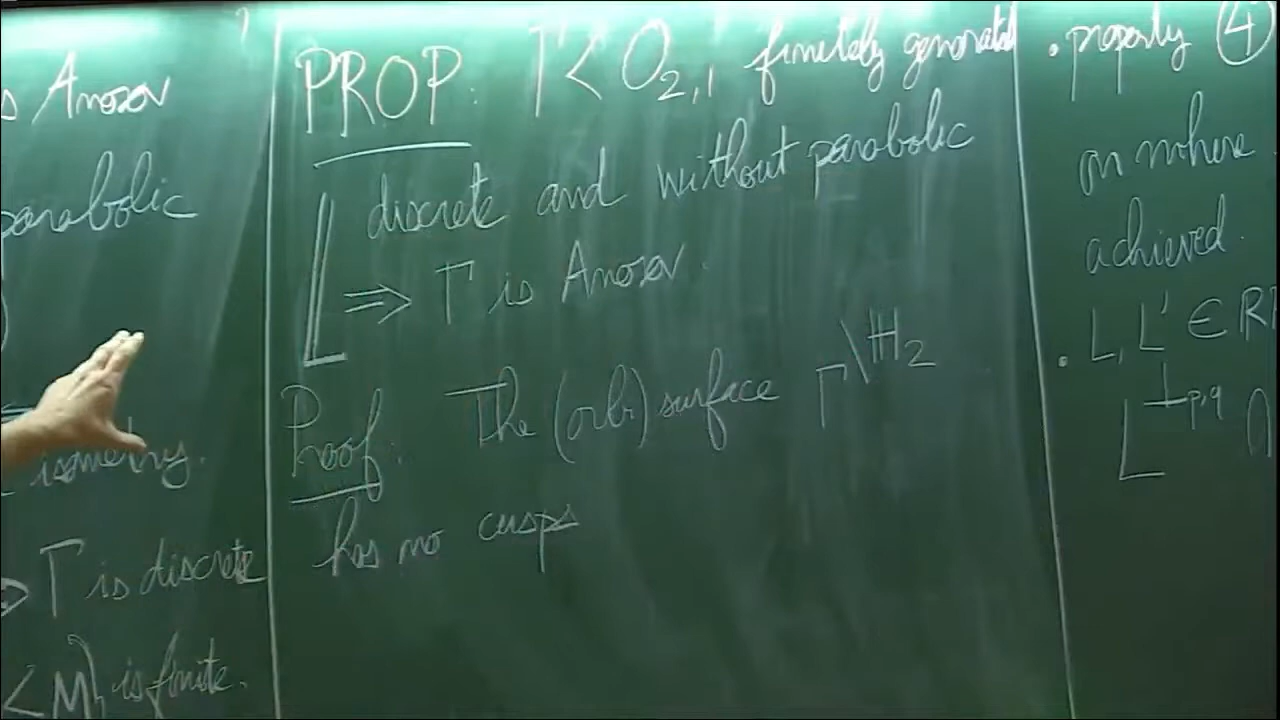 s Anosov
parabolic
isometry.
⇒ Γ is discrete
< M} is finite.
PROP: Γ < O₂,₁ finitely generated
discrete and without parabolic
⇒ Γ is Anosov.
Proof: The (orbi) surface Γ\ℍ₂
has no cusps
• property ④
on where
achieved.
• L, L' ∈ RP
L^{⊥p,q} ∩